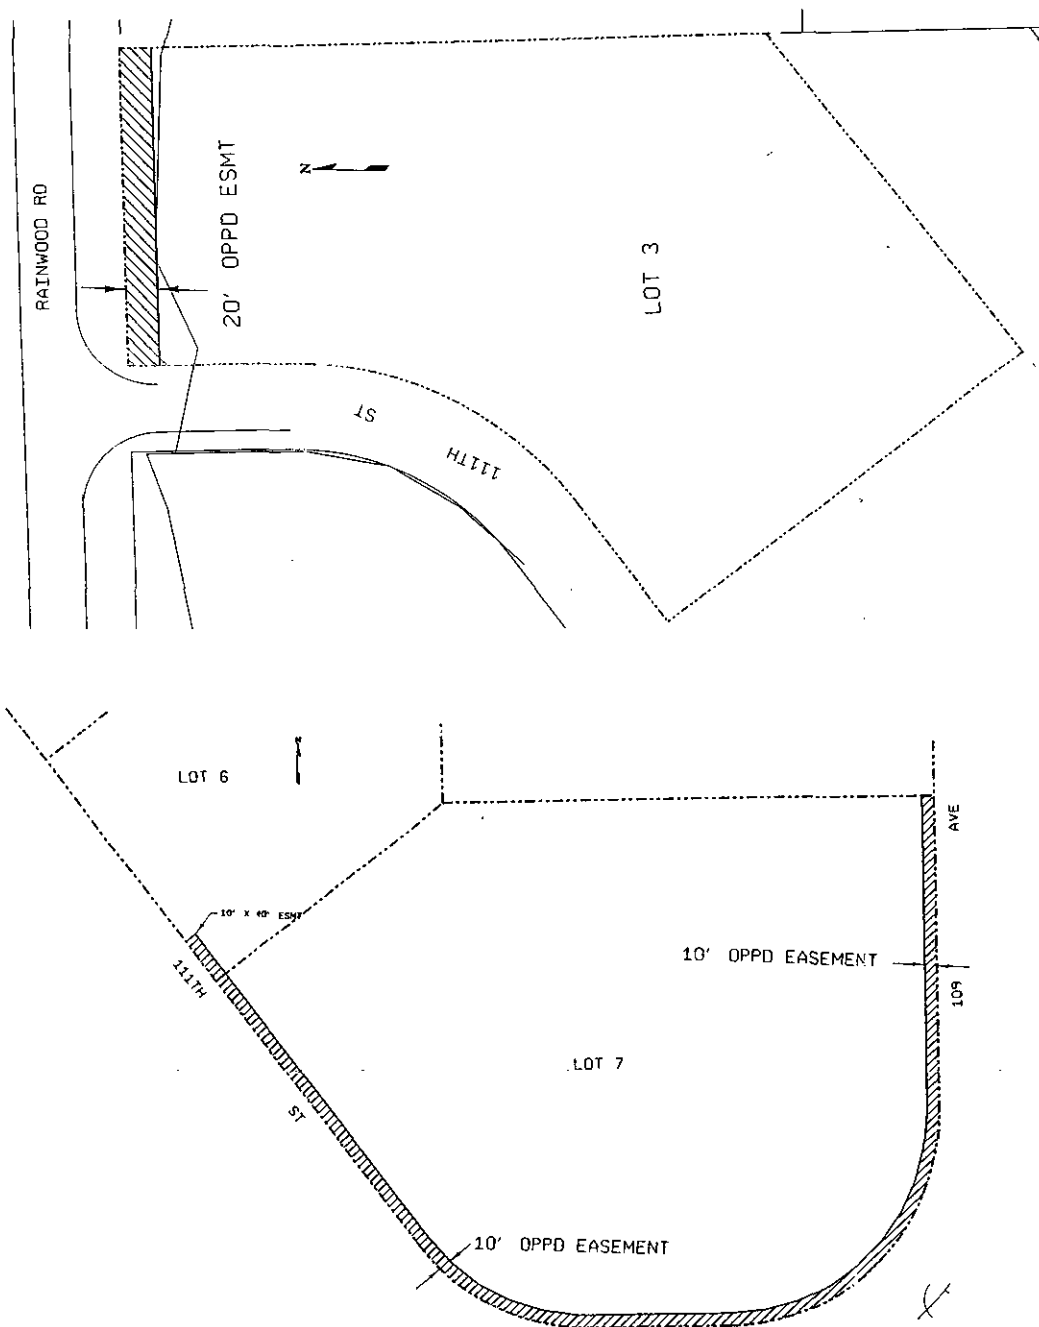 RAINWOOD RD
20' OPPD ESMT
N
LOT 3
111TH
ST
LOT 6
N
10' X 40' ESMT
111TH
ST
LOT 7
10' OPPD EASEMENT
109
AVE
10' OPPD EASEMENT